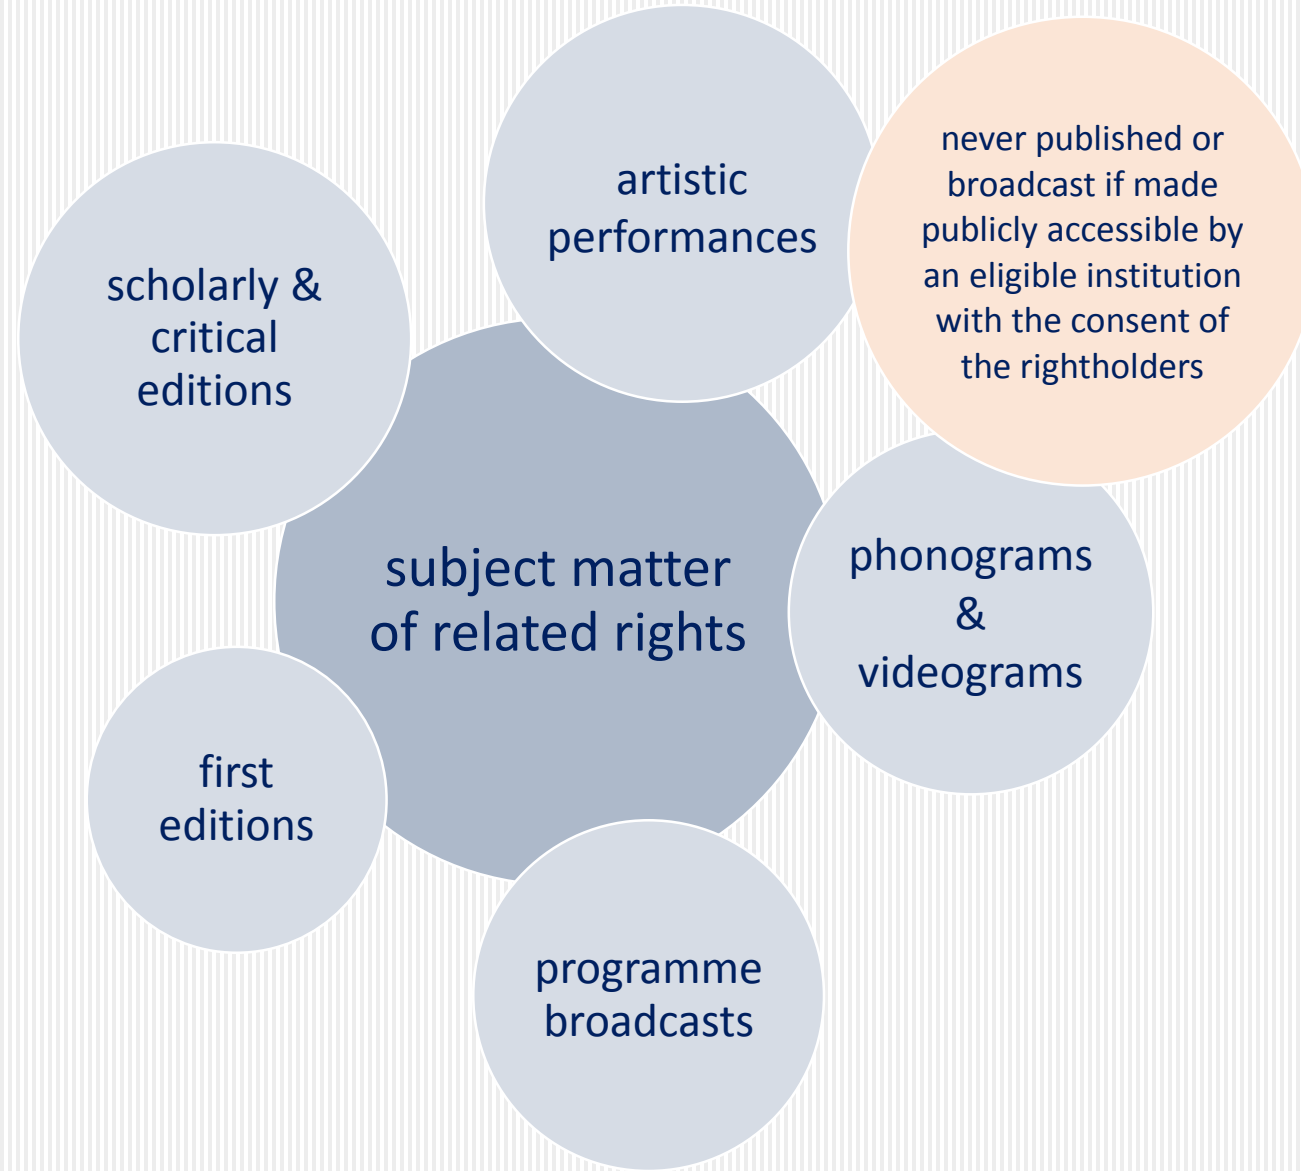 artistic
performances
never published or
broadcast if made
publicly accessible by
an eligible institution
with the consent of
the rightholders
scholarly &
critical
editions
subject matter
of related rights
phonograms
&
videograms
first
editions
programme
broadcasts